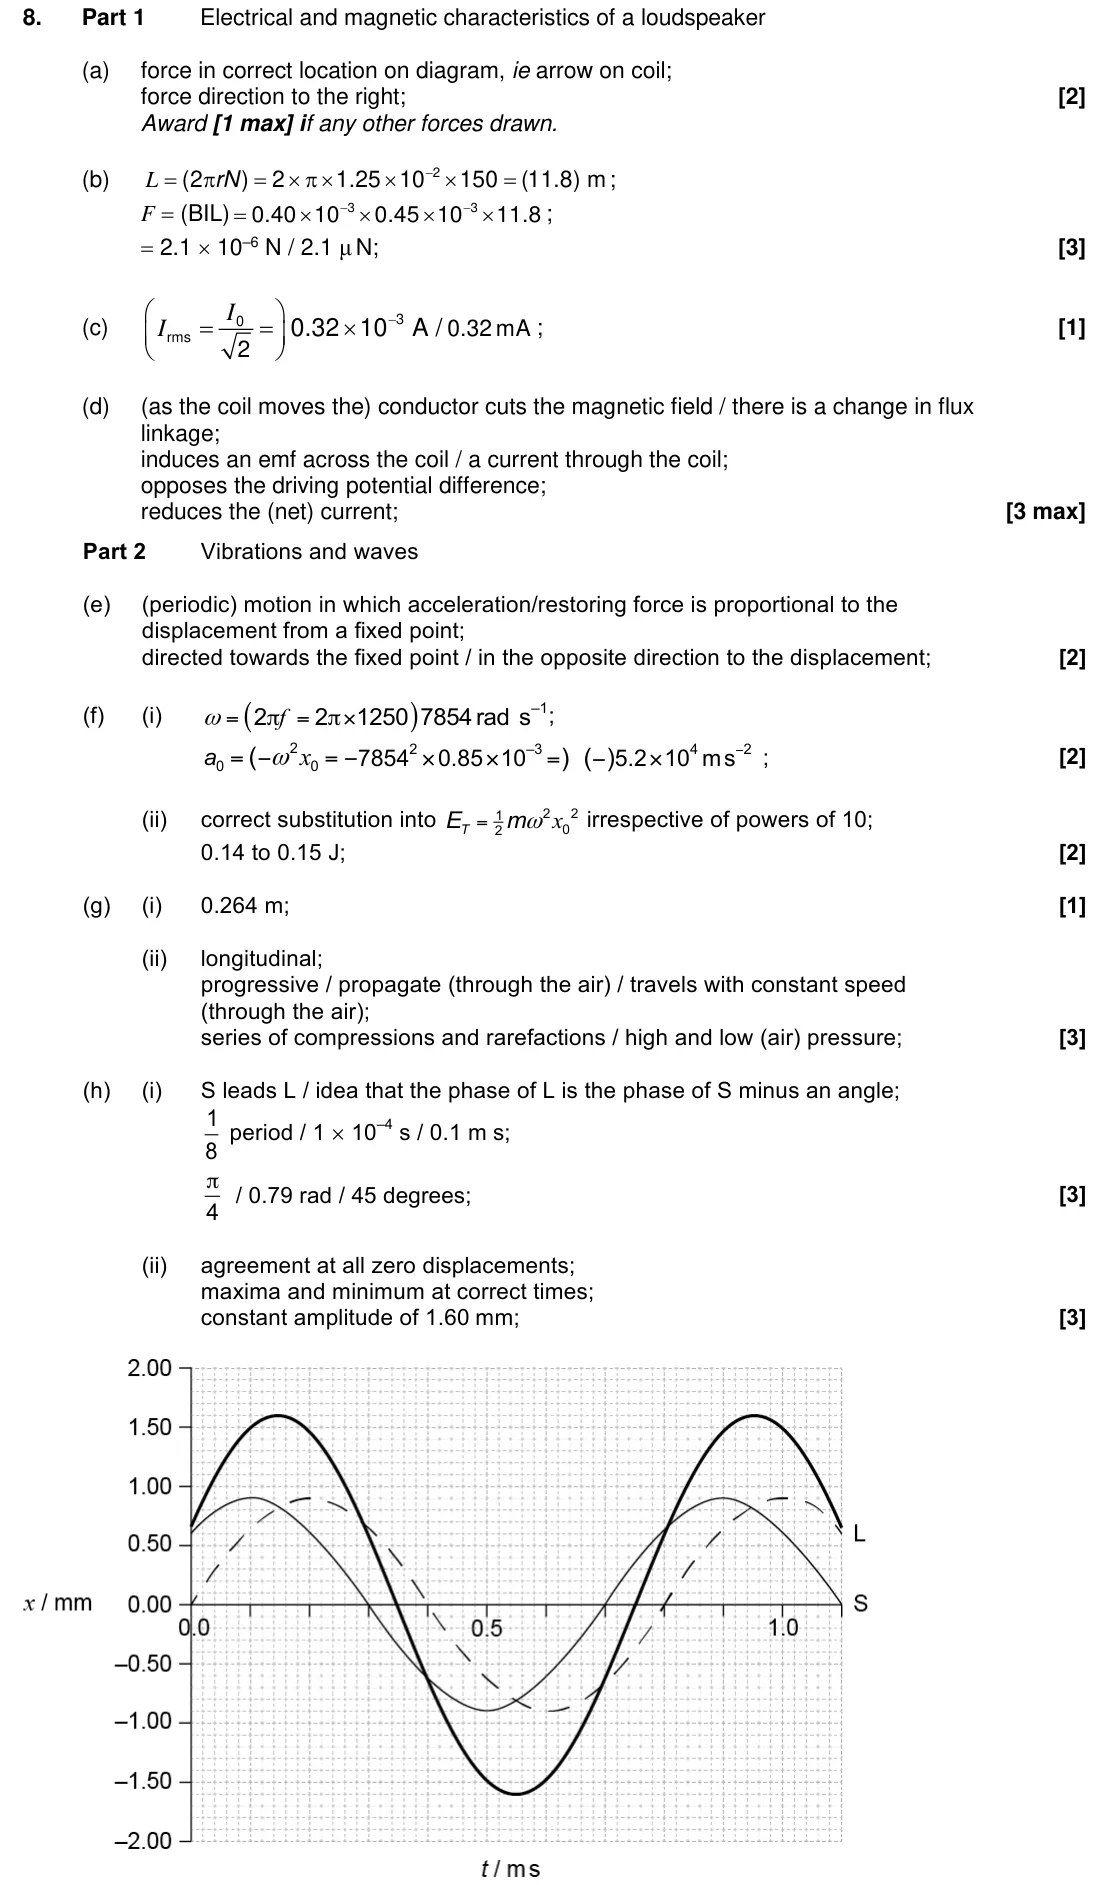 8. Part 1 Electrical and magnetic characteristics of a loudspeaker
(a) force in correct location on diagram, ie arrow on coil;
force direction to the right; [2]
Award [1 max] if any other forces drawn.
(b) L = (2πrN) = 2 × π × 1.25 × 10⁻² × 150 = (11.8) m ;
F = (BIL) = 0.40 × 10⁻³ × 0.45 × 10⁻³ × 11.8 ;
= 2.1 × 10⁻⁶ N / 2.1 μN; [3]
(c) (I_rms = I₀/√2 =) 0.32 × 10⁻³ A / 0.32 mA ; [1]
(d) (as the coil moves the) conductor cuts the magnetic field / there is a change in flux
linkage;
induces an emf across the coil / a current through the coil;
opposes the driving potential difference;
reduces the (net) current; [3 max]
Part 2 Vibrations and waves
(e) (periodic) motion in which acceleration/restoring force is proportional to the
displacement from a fixed point;
directed towards the fixed point / in the opposite direction to the displacement; [2]
(f) (i) ω = (2πf = 2π×1250) 7854 rad s⁻¹;
a₀ = (−ω²x₀ = −7854² × 0.85 × 10⁻³ =) (−)5.2 × 10⁴ m s⁻² ; [2]
(ii) correct substitution into E_T = ½mω²x₀² irrespective of powers of 10;
0.14 to 0.15 J; [2]
(g) (i) 0.264 m; [1]
(ii) longitudinal;
progressive / propagate (through the air) / travels with constant speed
(through the air);
series of compressions and rarefactions / high and low (air) pressure; [3]
(h) (i) S leads L / idea that the phase of L is the phase of S minus an angle;
1/8 period / 1 × 10⁻⁴ s / 0.1 m s;
π/4 / 0.79 rad / 45 degrees; [3]
(ii) agreement at all zero displacements;
maxima and minimum at correct times;
constant amplitude of 1.60 mm; [3]
2.00
1.50
1.00
0.50
L
x / mm 0.00
S
0.0 0.5 1.0
−0.50
−1.00
−1.50
−2.00
t / ms